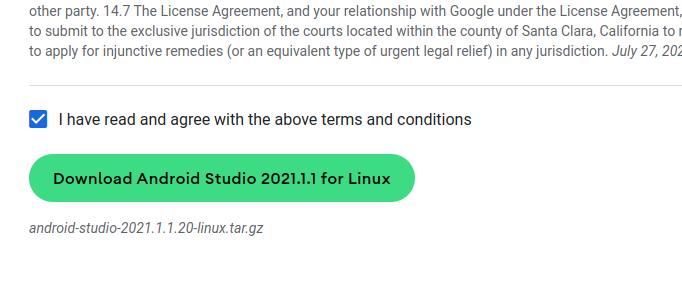 other party. 14.7 The License Agreement, and your relationship with Google under the License Agreement,
to submit to the exclusive jurisdiction of the courts located within the county of Santa Clara, California to
to apply for injunctive remedies (or an equivalent type of urgent legal relief) in any jurisdiction. July 27,
I have read and agree with the above terms and conditions
Download Android Studio 2021.1.1 for Linux
android-studio-2021.1.1.20-linux.tar.gz